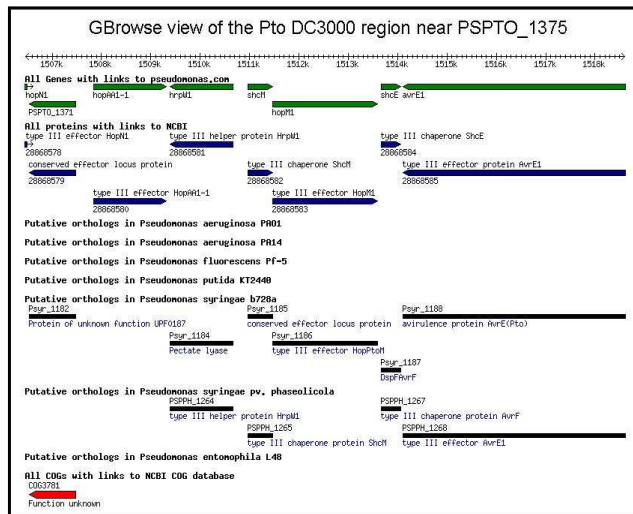 GBrowse view of the Pto DC3000 region near PSPTO_1375
1507k 1508k 1509k 1510k 1511k 1512k 1513k 1514k 1515k 1516k 1517k 1518k
All Genes with links to pseudomonas.com
hopN1 hopAA1-1 hrpW1 shcM shcE avrE1
PSPTO_1371 hopM1
All proteins with links to NCBI
type III effector HopN1 type III helper protein HrpW1 type III chaperone ShcE
28868578 28868581 28868584
conserved effector locus protein type III chaperone ShcM type III effector protein AvrE1
28868579 28868582 28868585
type III effector HopAA1-1 type III effector HopM1
28868580 28868583
Putative orthologs in Pseudomonas aeruginosa PAO1
Putative orthologs in Pseudomonas aeruginosa PA14
Putative orthologs in Pseudomonas fluorescens Pf-5
Putative orthologs in Pseudomonas putida KT2440
Putative orthologs in Pseudomonas syringae b728a
Psyr_1182 Psyr_1185 Psyr_1188
Protein of unknown function UPF0187 conserved effector locus protein avirulence protein AvrE(Pto)
Psyr_1184 Psyr_1186
Pectate lyase type III effector HopPtoM
Psyr_1187
DspFAvrF
Putative orthologs in Pseudomonas syringae pv. phaseolicola
PSPPH_1264 PSPPH_1267
type III helper protein HrpW1 type III chaperone protein AvrF
PSPPH_1265 PSPPH_1268
type III chaperone protein ShcM type III effector AvrE1
Putative orthologs in Pseudomonas entomophila L48
All COGs with links to NCBI COG database
COG3781
Function unknown